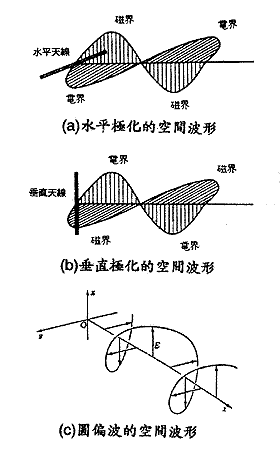 磁界
電界
水平天線
電界
磁界
(a)水平極化的空間波形
電界
磁界
垂直天線
磁界
電界
(b)垂直極化的空間波形
x
O
y
E
z
(c)圓偏波的空間波形